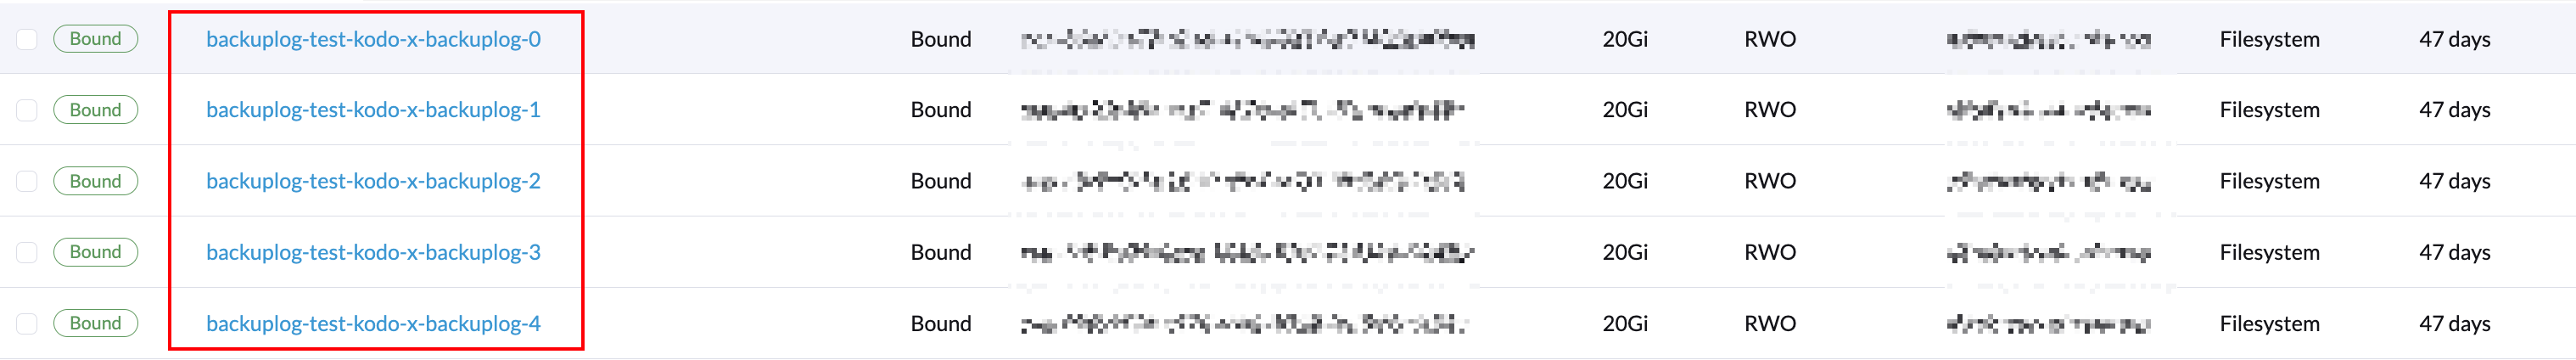 Bound backuplog-test-kodo-x-backuplog-0 Bound 20Gi RWO Filesystem 47 days
Bound backuplog-test-kodo-x-backuplog-1 Bound 20Gi RWO Filesystem 47 days
Bound backuplog-test-kodo-x-backuplog-2 Bound 20Gi RWO Filesystem 47 days
Bound backuplog-test-kodo-x-backuplog-3 Bound 20Gi RWO Filesystem 47 days
Bound backuplog-test-kodo-x-backuplog-4 Bound 20Gi RWO Filesystem 47 days